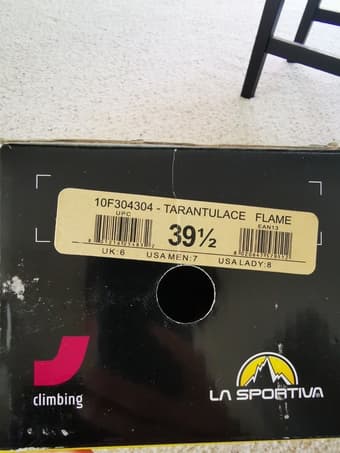 10F304304 - TARANTULACE FLAME
UPC
EAN13
39½
UK:6 USA MEN:7 USA LADY:8
climbing
LA SPORTIVA